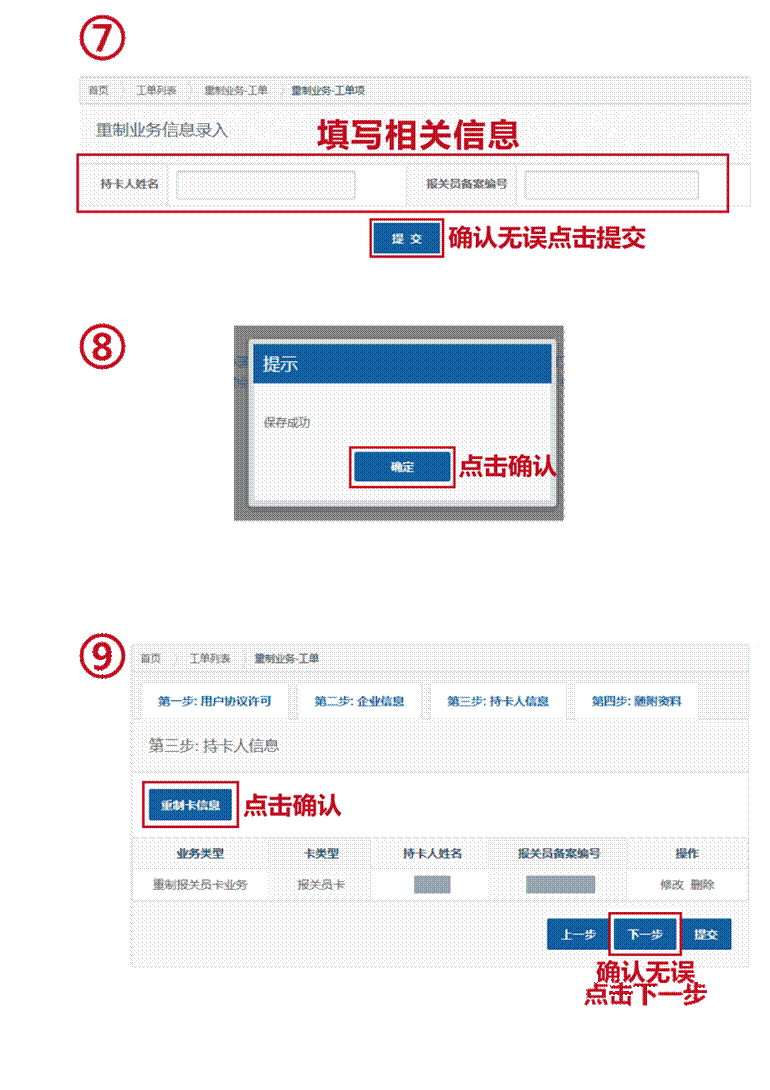 ⑦
首页 工单列表 重制业务-工单 重制业务-工单项
重制业务信息录入
填写相关信息
持卡人姓名 报关员备案编号
提 交 确认无误点击提交
⑧
提示
保存成功
确定 点击确认
⑨
首页 工单列表 重制业务-工单
第一步: 用户协议许可 第二步: 企业信息 第三步: 持卡人信息 第四步: 随附资料
第三步: 持卡人信息
重制卡信息 点击确认
业务类型 卡类型 持卡人姓名 报关员备案编号 操作
重制报关员卡业务 报关员卡 修改 删除
上一步 下一步 提交
确认无误
点击下一步